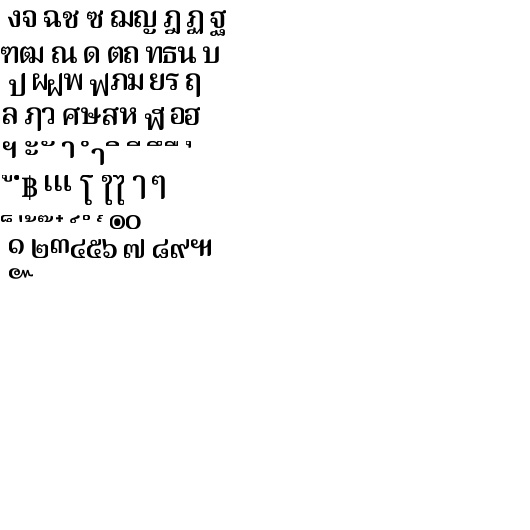 งจ ฉช ซ ฌญ ฎ ฏ ฐ
ฑฒ ณ ด ตถ ทธน บ
ป ผฝพ ฟภม ยร ฤ
ล ฦว ศษสห ฬ อฮ
ฯ ะ ั า ำ ิ ี ึ ื ุ
ู ฺ ฿ เแ โ ใไ ๅ ๆ
็ ่ ้ ๊ ๋ ์ ํ ๎ ๏๐
๑ ๒๓๔๕๖ ๗ ๘๙๚
๛